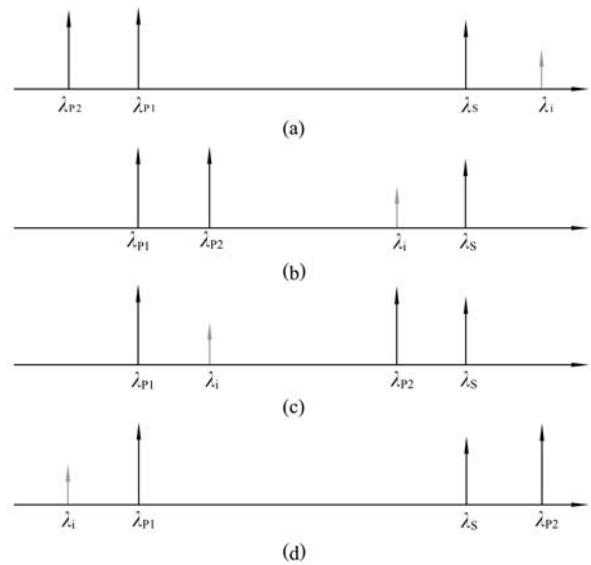 λP2 λP1 λS λi
(a)
λP1 λP2 λi λS
(b)
λP1 λi λP2 λS
(c)
λi λP1 λS λP2
(d)